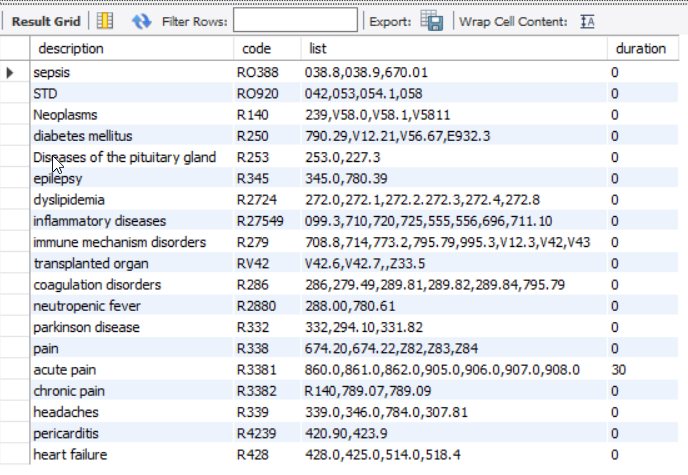 Result Grid Filter Rows: Export: Wrap Cell Content:
description code list duration
sepsis RO388 038.8,038.9,670.01 0
STD RO920 042,053,054.1,058 0
Neoplasms R140 239,V58.0,V58.1,V5811 0
diabetes mellitus R250 790.29,V12.21,V56.67,E932.3 0
Diseases of the pituitary gland R253 253.0,227.3 0
epilepsy R345 345.0,780.39 0
dyslipidemia R2724 272.0,272.1,272.2.272.3,272.4,272.8 0
inflammatory diseases R27549 099.3,710,720,725,555,556,696,711.10 0
immune mechanism disorders R279 708.8,714,773.2,795.79,995.3,V12.3,V42,V43 0
transplanted organ RV42 V42.6,V42.7,,Z33.5 0
coagulation disorders R286 286,279.49,289.81,289.82,289.84,795.79 0
neutropenic fever R2880 288.00,780.61 0
parkinson disease R332 332,294.10,331.82 0
pain R338 674.20,674.22,Z82,Z83,Z84 0
acute pain R3381 860.0,861.0,862.0,905.0,906.0,907.0,908.0 30
chronic pain R3382 R140,789.07,789.09 0
headaches R339 339.0,346.0,784.0,307.81 0
pericarditis R4239 420.90,423.9 0
heart failure R428 428.0,425.0,514.0,518.4 0